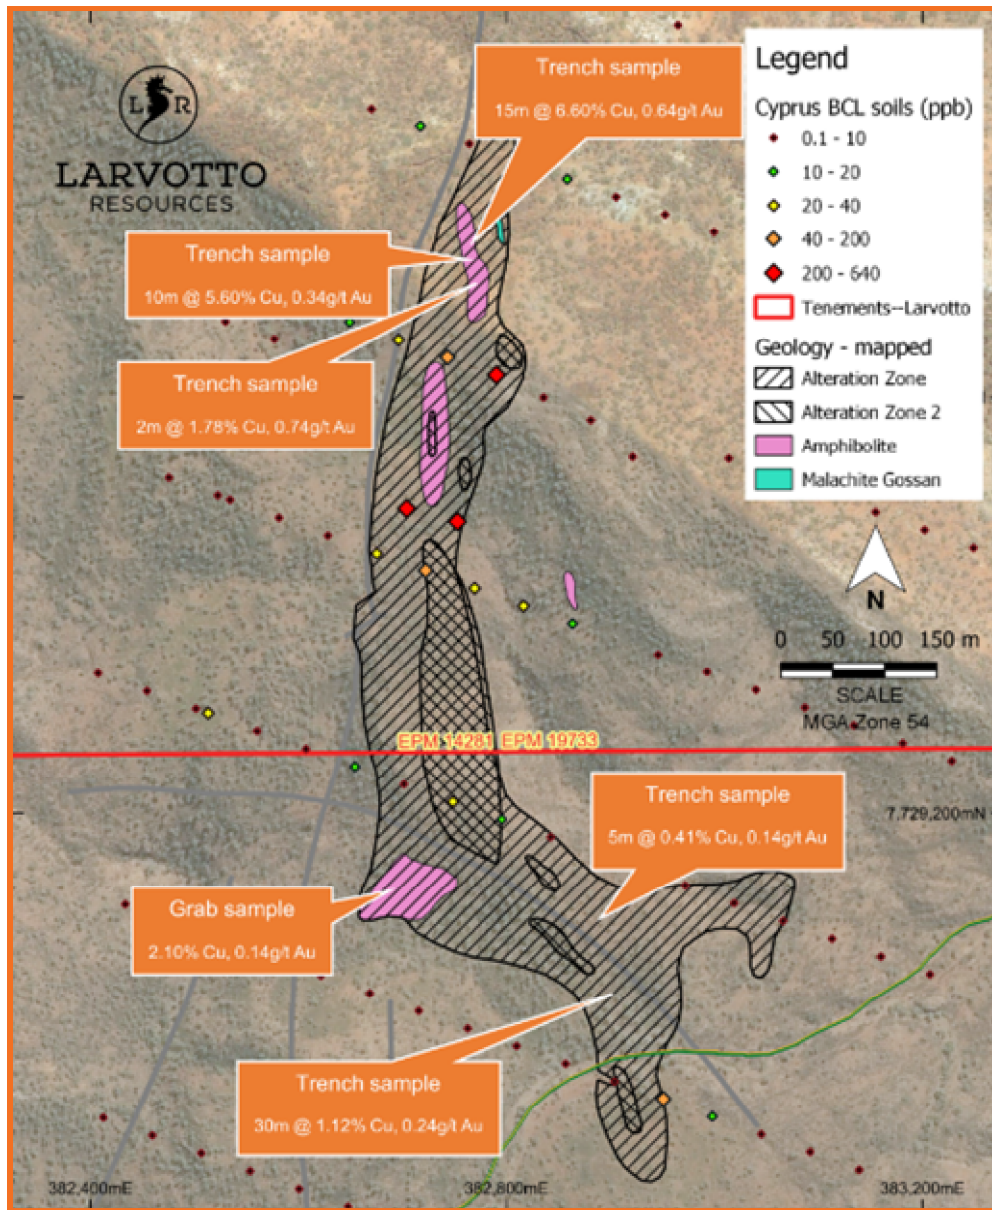 L R
LARVOTTO
RESOURCES
Trench sample
15m @ 6.60% Cu, 0.64g/t Au
Trench sample
10m @ 5.60% Cu, 0.34g/t Au
Trench sample
2m @ 1.78% Cu, 0.74g/t Au
Legend
Cyprus BCL soils (ppb)
0.1 - 10
10 - 20
20 - 40
40 - 200
200 - 640
Tenements--Larvotto
Geology - mapped
Alteration Zone
Alteration Zone 2
Amphibolite
Malachite Gossan
N
0 50 100 150 m
SCALE
MGA Zone 54
EPM 14281 EPM 19733
7,729,200mN
Trench sample
5m @ 0.41% Cu, 0.14g/t Au
Grab sample
2.10% Cu, 0.14g/t Au
Trench sample
30m @ 1.12% Cu, 0.24g/t Au
382,400mE 382,800mE 383,200mE